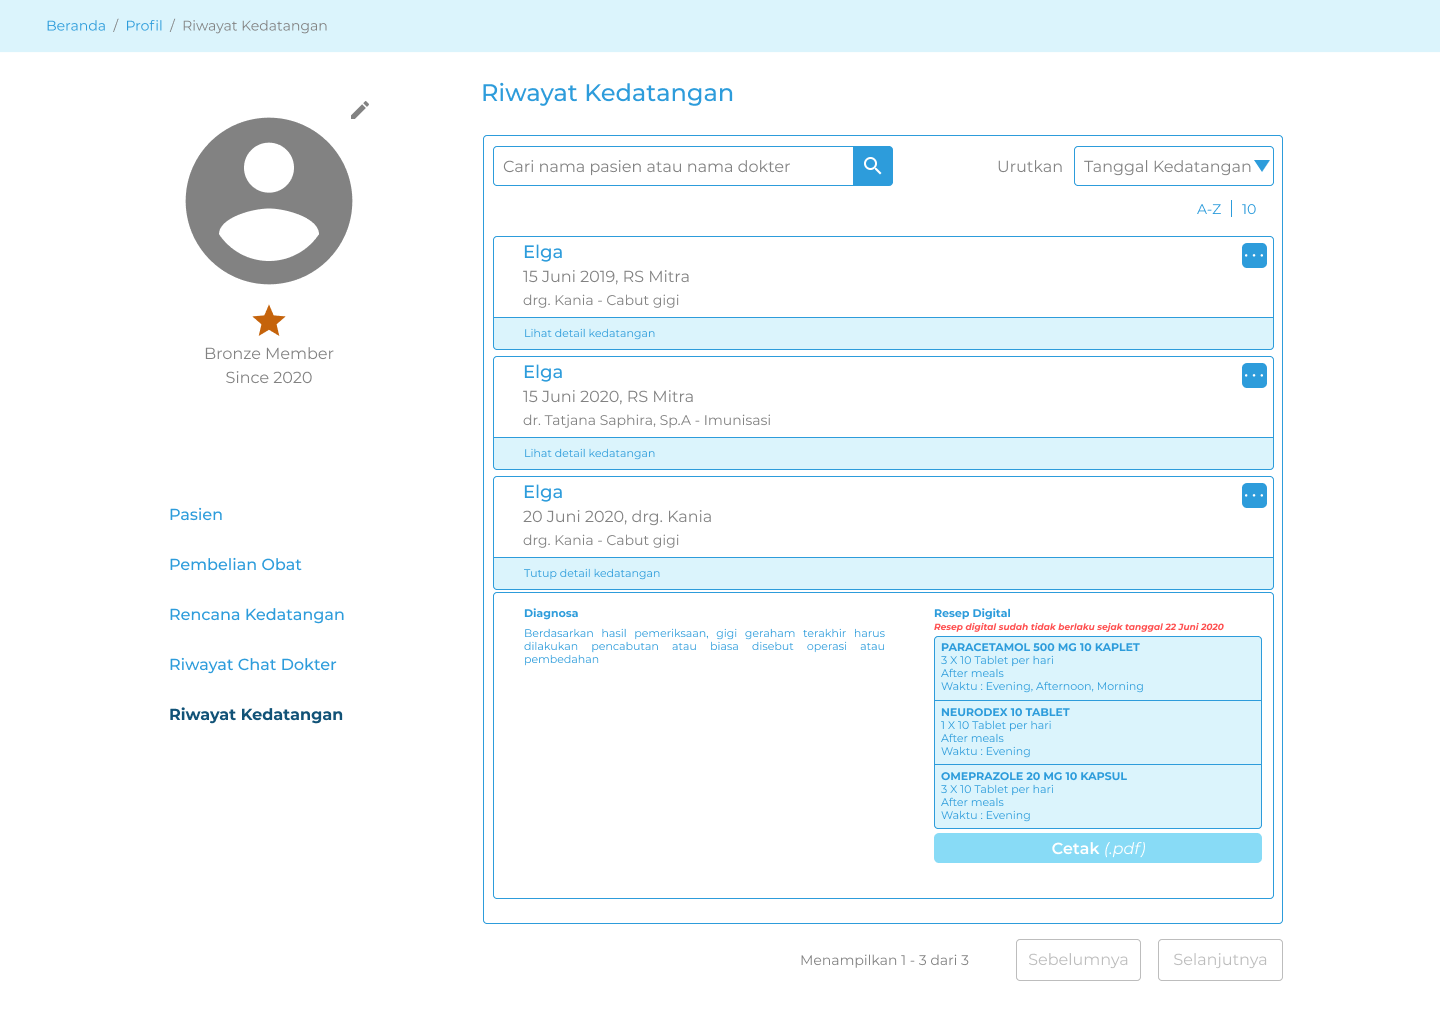 Beranda / Profil / Riwayat Kedatangan
Riwayat Kedatangan
Cari nama pasien atau nama dokter
Urutkan
Tanggal Kedatangan
A-Z | 10
Elga
15 Juni 2019, RS Mitra
drg. Kania - Cabut gigi
Lihat detail kedatangan
Elga
15 Juni 2020, RS Mitra
dr. Tatjana Saphira, Sp.A - Imunisasi
Lihat detail kedatangan
Elga
20 Juni 2020, drg. Kania
drg. Kania - Cabut gigi
Tutup detail kedatangan
Diagnosa
Berdasarkan hasil pemeriksaan, gigi geraham terakhir harus
dilakukan pencabutan atau biasa disebut operasi atau
pembedahan
Resep Digital
Resep digital sudah tidak berlaku sejak tanggal 22 Juni 2020
PARACETAMOL 500 MG 10 KAPLET
3 X 10 Tablet per hari
After meals
Waktu : Evening, Afternoon, Morning
NEURODEX 10 TABLET
1 X 10 Tablet per hari
After meals
Waktu : Evening
OMEPRAZOLE 20 MG 10 KAPSUL
3 X 10 Tablet per hari
After meals
Waktu : Evening
Cetak (.pdf)
Menampilkan 1 - 3 dari 3
Sebelumnya
Selanjutnya
Bronze Member
Since 2020
Pasien
Pembelian Obat
Rencana Kedatangan
Riwayat Chat Dokter
Riwayat Kedatangan